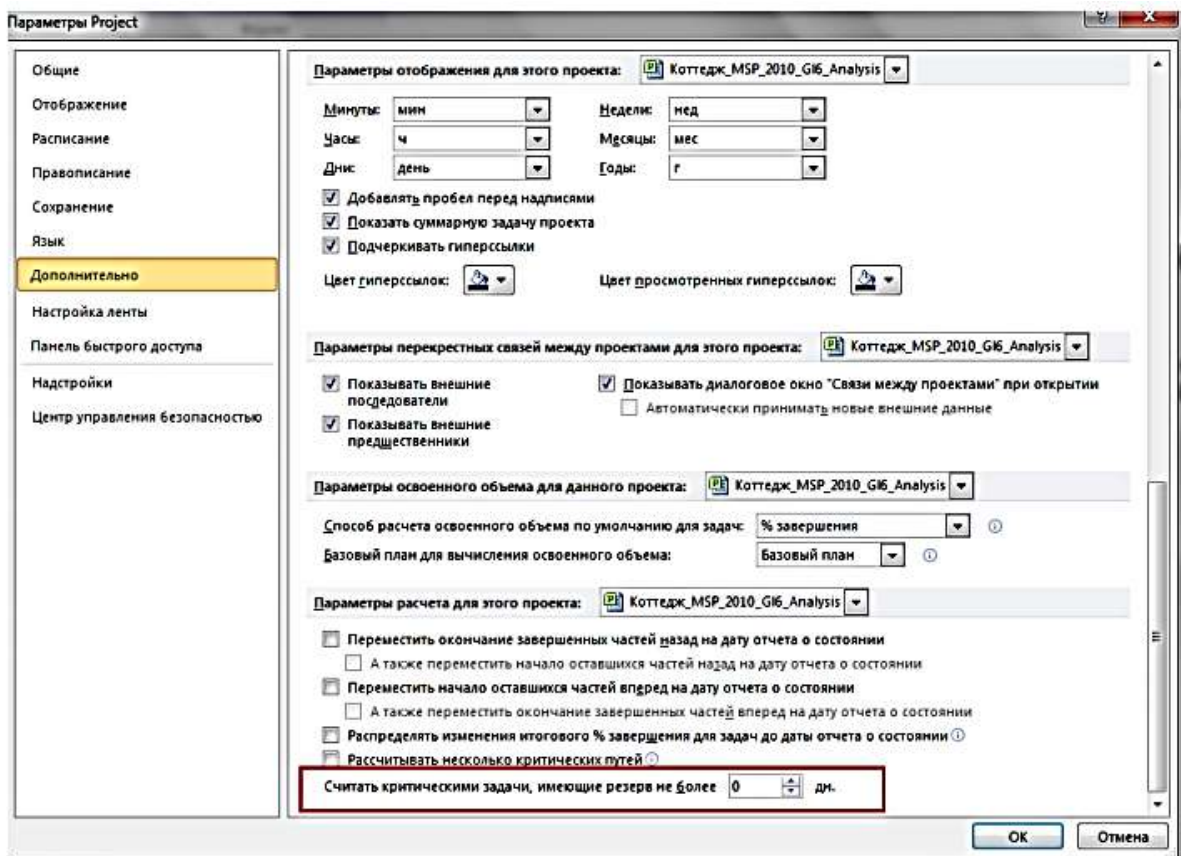 Параметры Project
Общие
Отображение
Расписание
Правописание
Сохранение
Язык
Дополнительно
Настройка ленты
Панель быстрого доступа
Надстройки
Центр управления безопасностью
Параметры отображения для этого проекта: Коттедж_MSP_2010_Gl6_Analysis
Минуты: мин Недели: нед
Часы: ч Месяцы: мес
Дни: день Годы: г
Добавлять пробел перед надписями
Показать суммарную задачу проекта
Подчеркивать гиперссылки
Цвет гиперссылок: Цвет просмотренных гиперссылок:
Параметры перекрестных связей между проектами для этого проекта: Коттедж_MSP_2010_Gl6_Analysis
Показывать внешние последователи
Показывать диалоговое окно "Связи между проектами" при открытии
Автоматически принимать новые внешние данные
Показывать внешние предшественники
Параметры освоенного объема для данного проекта: Коттедж_MSP_2010_Gl6_Analysis
Способ расчета освоенного объема по умолчанию для задач: % завершения
Базовый план для вычисления освоенного объема: Базовый план
Параметры расчета для этого проекта: Коттедж_MSP_2010_Gl6_Analysis
Переместить окончание завершенных частей назад на дату отчета о состоянии
А также переместить начало оставшихся частей назад на дату отчета о состоянии
Переместить начало оставшихся частей вперед на дату отчета о состоянии
А также переместить окончание завершенных частей вперед на дату отчета о состоянии
Распределять изменения итогового % завершения для задач до даты отчета о состоянии
Рассчитывать несколько критических путей
Считать критическими задачи, имеющие резерв не более 0 дн.
ОК Отмена